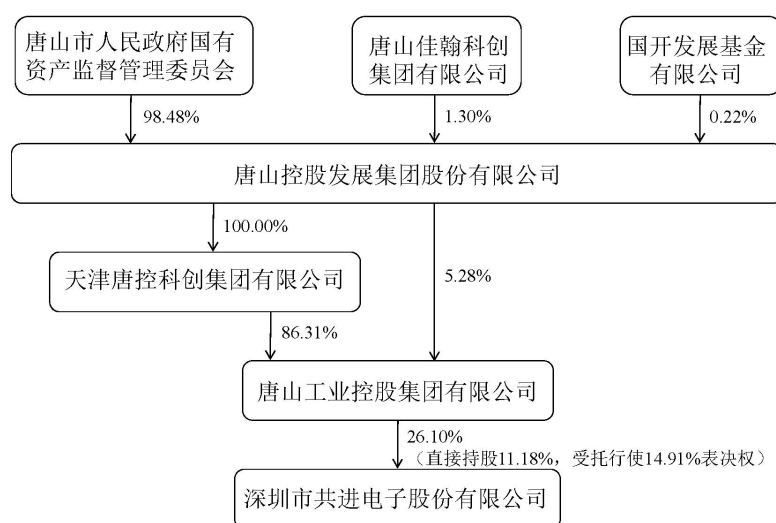 唐山市人民政府国有
资产监督管理委员会
唐山佳翰科创
集团有限公司
国开发展基金
有限公司
98.48%
1.30%
0.22%
唐山控股发展集团股份有限公司
100.00%
天津唐控科创集团有限公司
5.28%
86.31%
唐山工业控股集团有限公司
26.10%
（直接持股11.18%，受托行使14.91%表决权）
深圳市共进电子股份有限公司